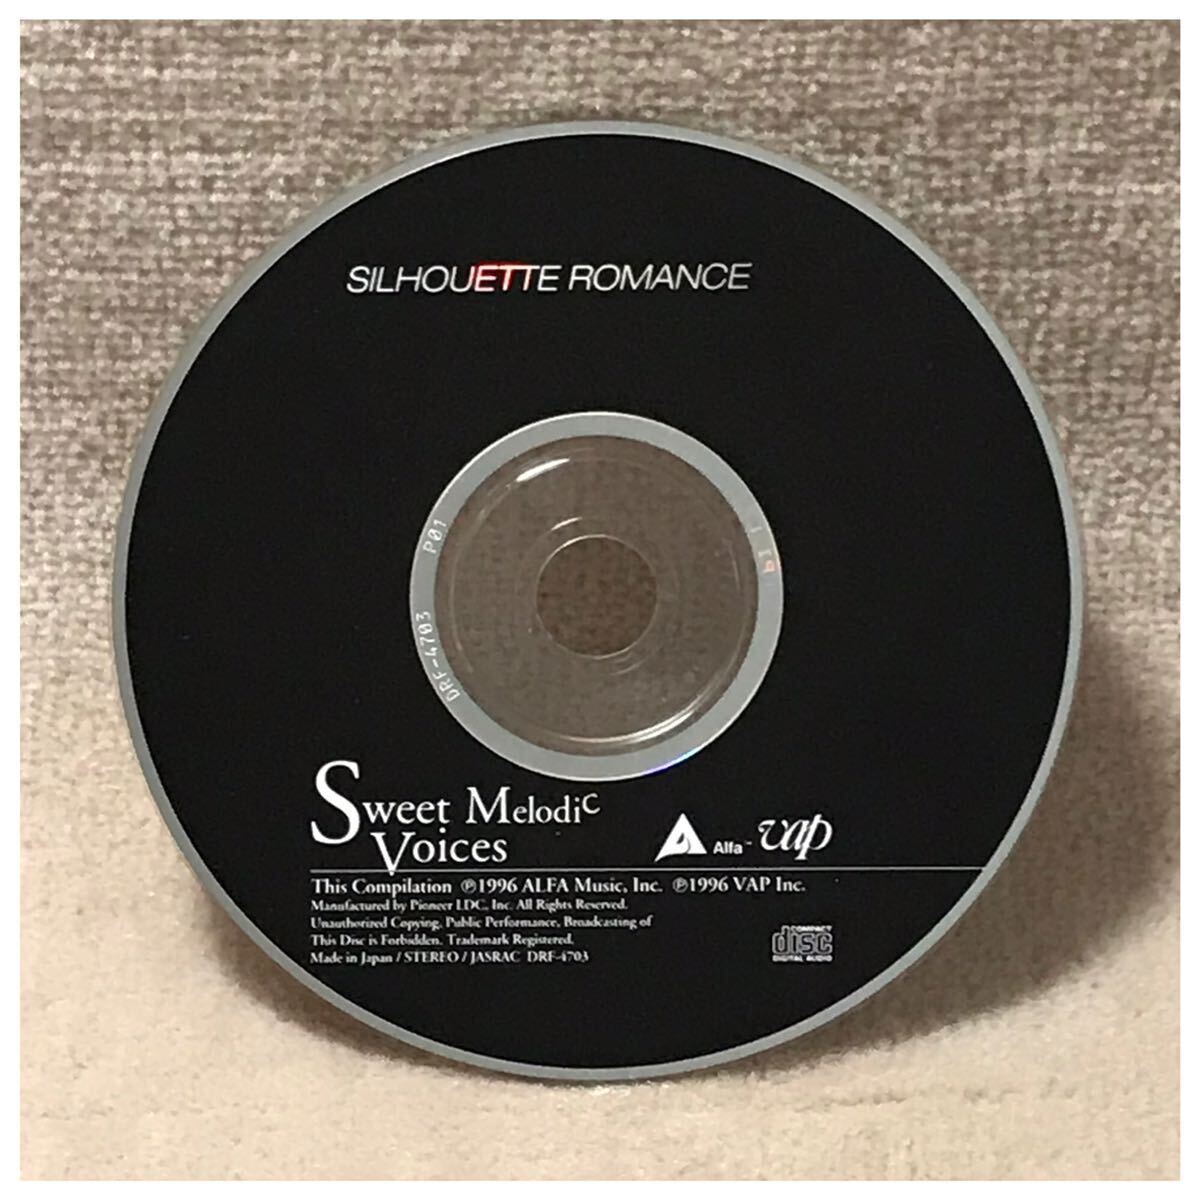 SILHOUETTE ROMANCE
P01
DRF-4703
Sweet Melodic
Voices
Alfa™ vap
This Compilation ℗1996 ALFA Music, Inc. ℗1996 VAP Inc.
Manufactured by Pioneer LDC, Inc. All Rights Reserved.
Unauthorized Copying, Public Performance, Broadcasting of
This Disc is Forbidden. Trademark Registered.
Made in Japan / STEREO / JASRAC DRF-4703
COMPACT
disc
DIGITAL AUDIO